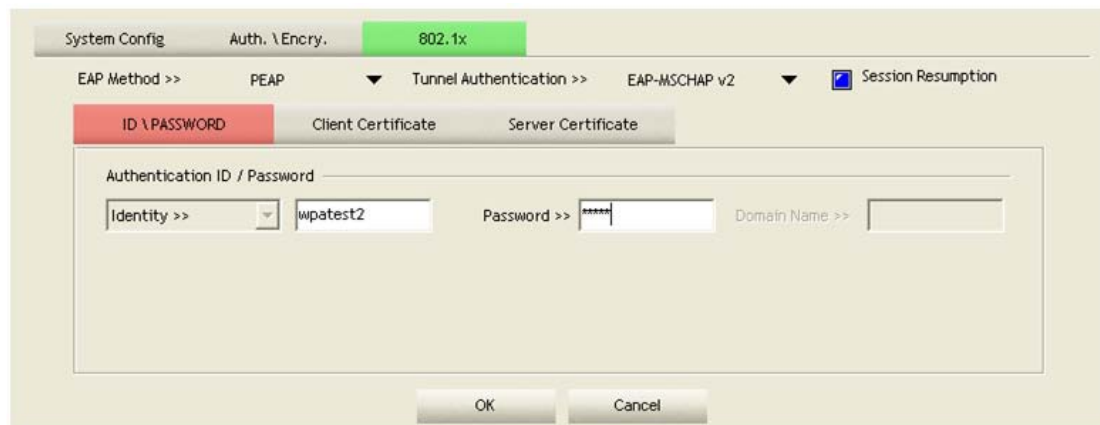 System Config Auth. \ Encry. 802.1x
EAP Method >> PEAP Tunnel Authentication >> EAP-MSCHAP v2 Session Resumption
ID \ PASSWORD Client Certificate Server Certificate
Authentication ID / Password
Identity >> wpatest2 Password >> ***** Domain Name >>
OK Cancel